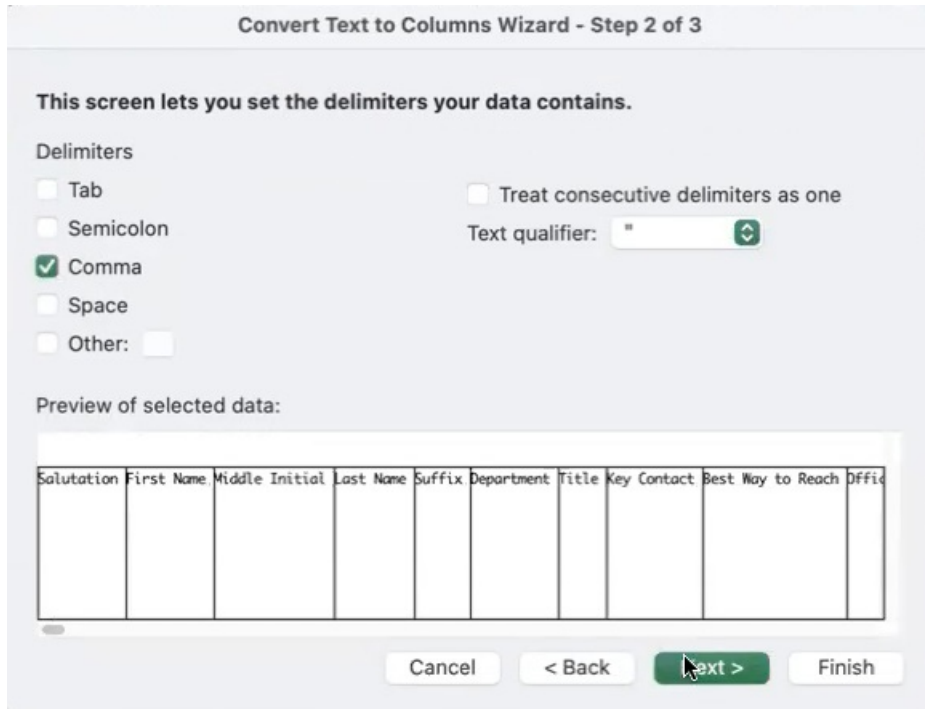 Convert Text to Columns Wizard - Step 2 of 3
This screen lets you set the delimiters your data contains.
Delimiters
Tab
Semicolon
Comma
Space
Other:
Treat consecutive delimiters as one
Text qualifier: "
Preview of selected data:
Salutation First Name Middle Initial Last Name Suffix Department Title Key Contact Best Way to Reach Offic
Cancel < Back Next > Finish